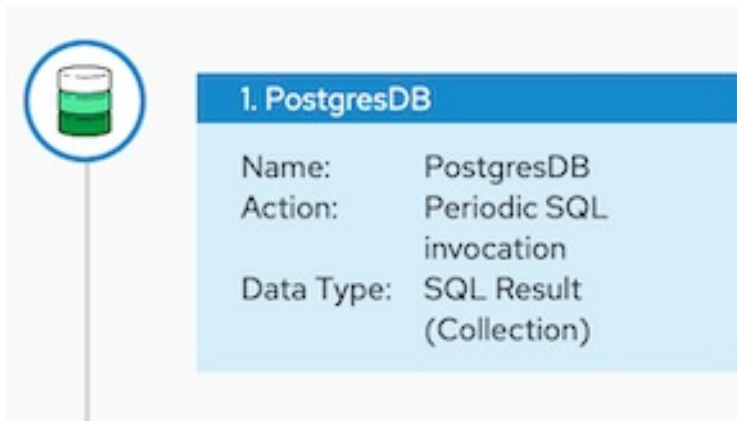 1. PostgresDB
Name: PostgresDB
Action: Periodic SQL
invocation
Data Type: SQL Result
(Collection)